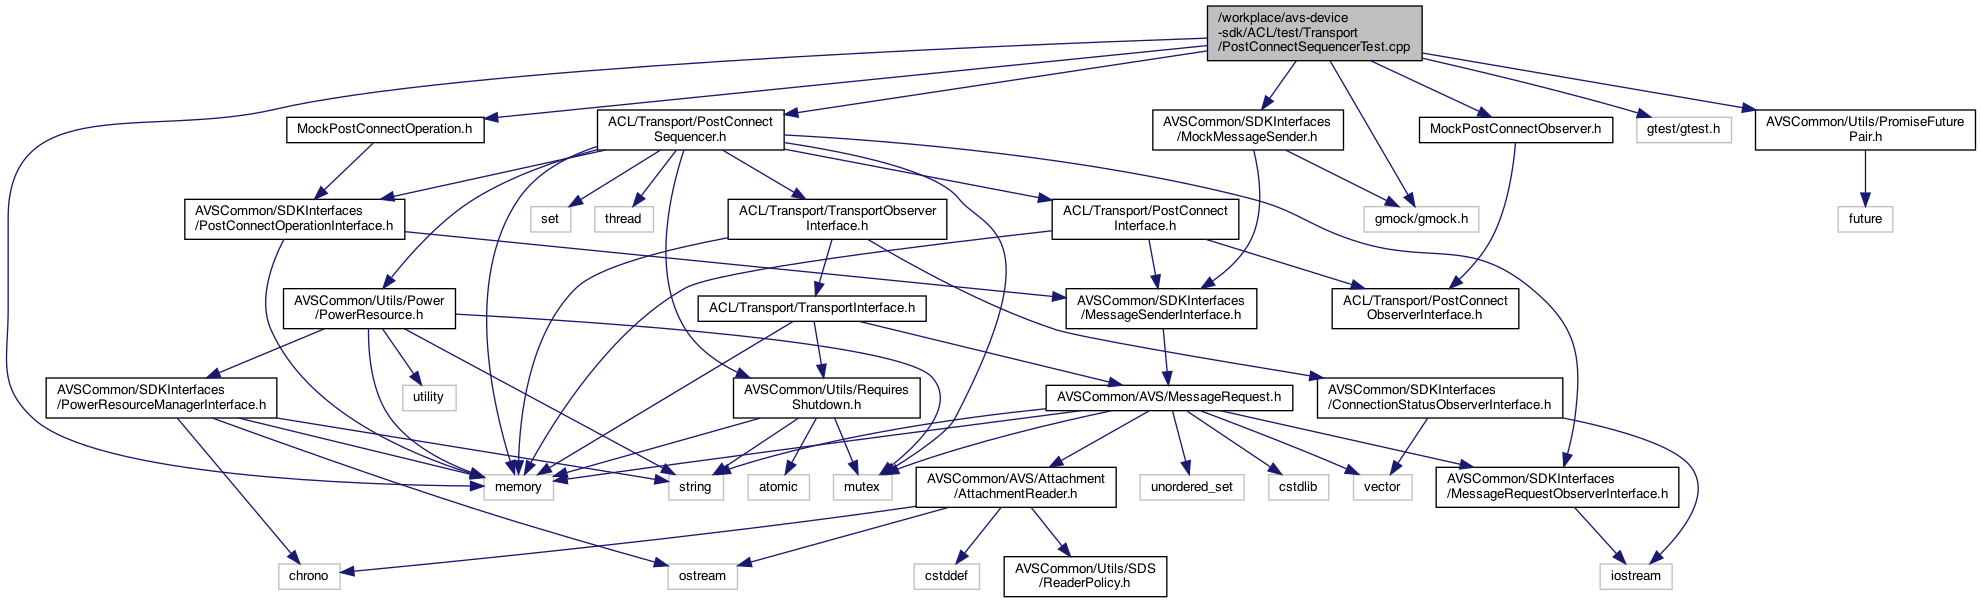 /workplace/avs-device
-sdk/ACL/test/Transport
/PostConnectSequencerTest.cpp
MockPostConnectOperation.h
ACL/Transport/PostConnect
Sequencer.h
AVSCommon/SDKInterfaces
/MockMessageSender.h
MockPostConnectObserver.h
gtest/gtest.h
AVSCommon/Utils/PromiseFuture
Pair.h
AVSCommon/SDKInterfaces
/PostConnectOperationInterface.h
set
thread
ACL/Transport/TransportObserver
Interface.h
ACL/Transport/PostConnect
Interface.h
gmock/gmock.h
future
AVSCommon/Utils/Power
/PowerResource.h
ACL/Transport/TransportInterface.h
AVSCommon/SDKInterfaces
/MessageSenderInterface.h
ACL/Transport/PostConnect
ObserverInterface.h
AVSCommon/SDKInterfaces
/PowerResourceManagerInterface.h
utility
AVSCommon/Utils/Requires
Shutdown.h
AVSCommon/AVS/MessageRequest.h
AVSCommon/SDKInterfaces
/ConnectionStatusObserverInterface.h
memory
string
atomic
mutex
AVSCommon/AVS/Attachment
/AttachmentReader.h
unordered_set
cstdlib
vector
AVSCommon/SDKInterfaces
/MessageRequestObserverInterface.h
chrono
ostream
cstddef
AVSCommon/Utils/SDS
/ReaderPolicy.h
iostream